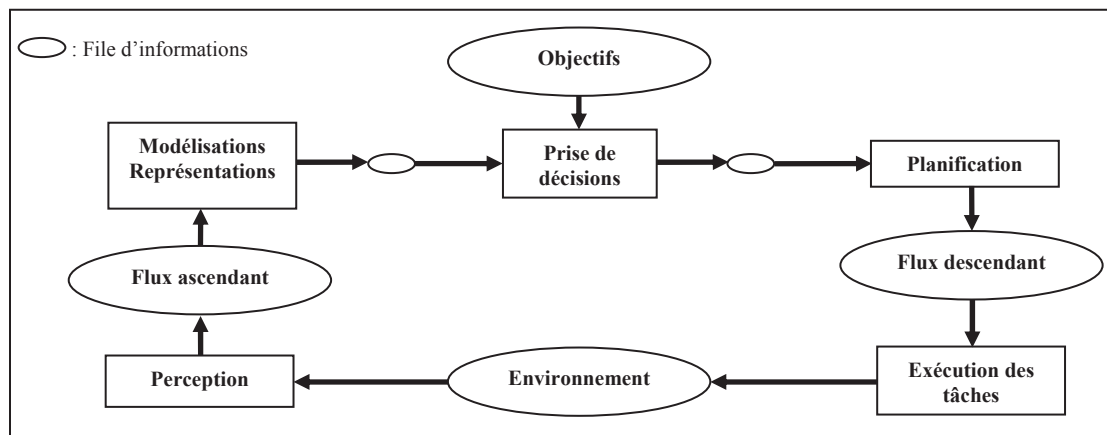 : File d’informations
Objectifs
Modélisations
Représentations
Prise de
décisions
Planification
Flux ascendant
Flux descendant
Perception
Environnement
Exécution des
tâches